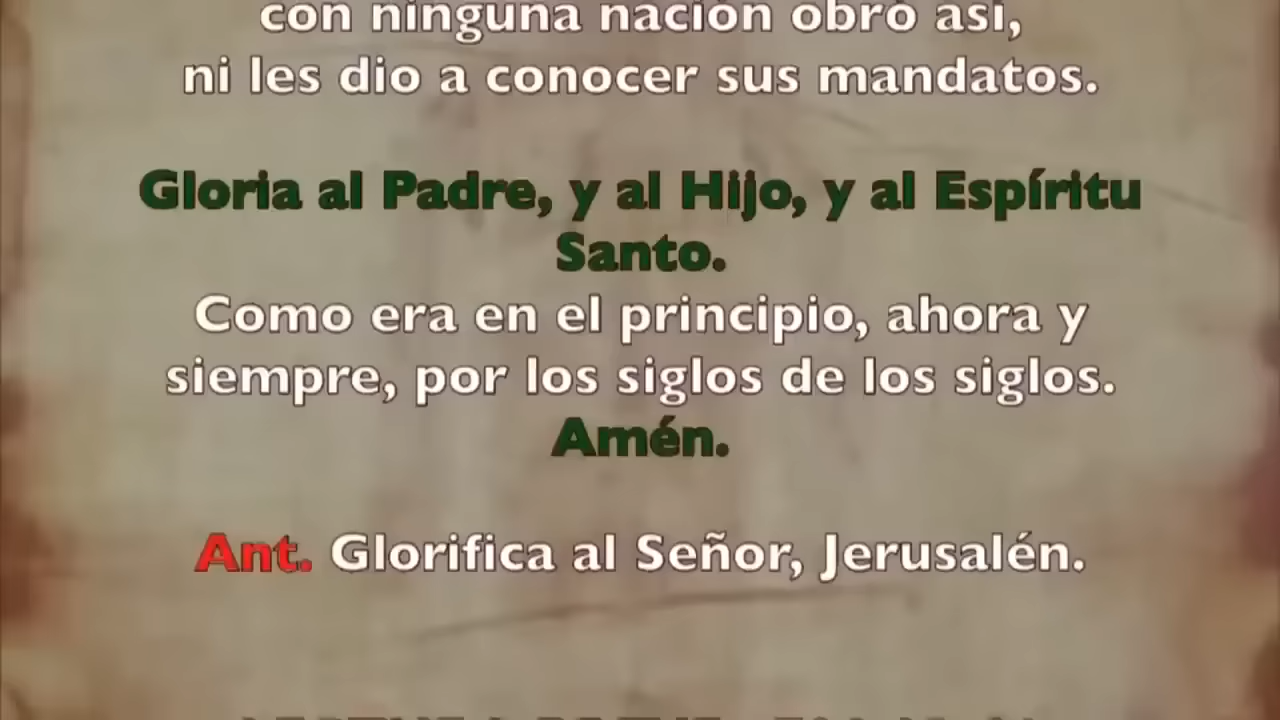 con ninguna nación obró así,
ni les dio a conocer sus mandatos.
Gloria al Padre, y al Hijo, y al Espíritu
Santo.
Como era en el principio, ahora y
siempre, por los siglos de los siglos.
Amén.
Ant. Glorifica al Señor, Jerusalén.